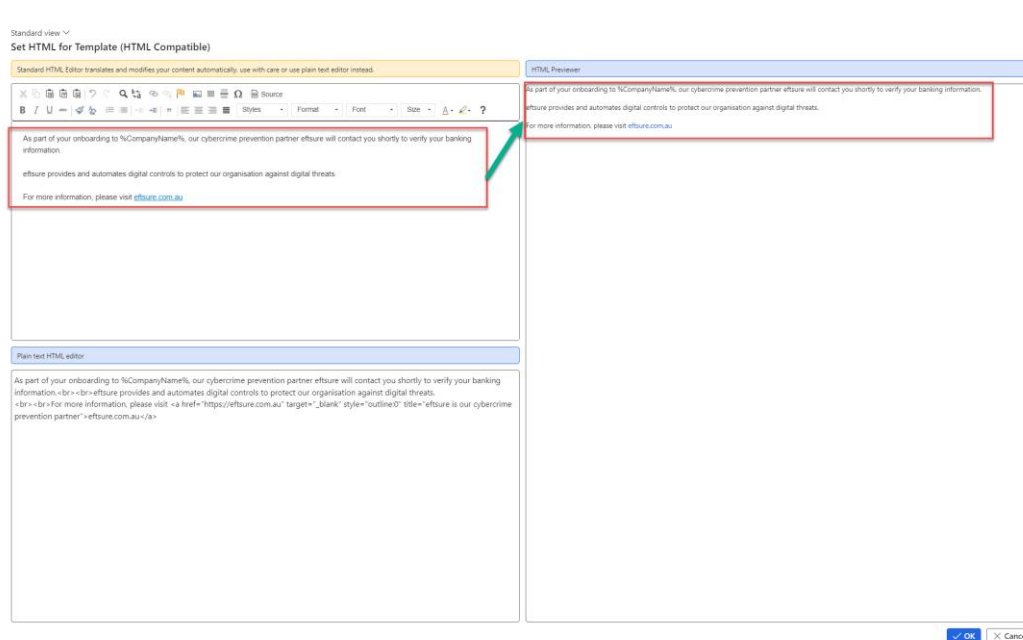 Standard view
Set HTML for Template (HTML Compatible)
Standard HTML Editor translates and modifies your content automatically. use with care or use plain text editor instead.
Source
B I U
Styles Format Font Size A ?
As part of your onboarding to %CompanyName%, our cybercrime prevention partner eftsure will contact you shortly to verify your banking
information.
eftsure provides and automates digital controls to protect our organisation against digital threats.
For more information, please visit eftsure.com.au
Plain text HTML editor
As part of your onboarding to %CompanyName%, our cybercrime prevention partner eftsure will contact you shortly to verify your banking
information.<br><br>eftsure provides and automates digital controls to protect our organisation against digital threats.
<br><br>For more information, please visit <a href="https://eftsure.com.au" target="_blank" style="outline:0" title="eftsure is our cybercrime
prevention partner">eftsure.com.au</a>
HTML Previewer
As part of your onboarding to %CompanyName%, our cybercrime prevention partner eftsure will contact you shortly to verify your banking information.
eftsure provides and automates digital controls to protect our organisation against digital threats.
For more information, please visit eftsure.com.au
OK
Cance